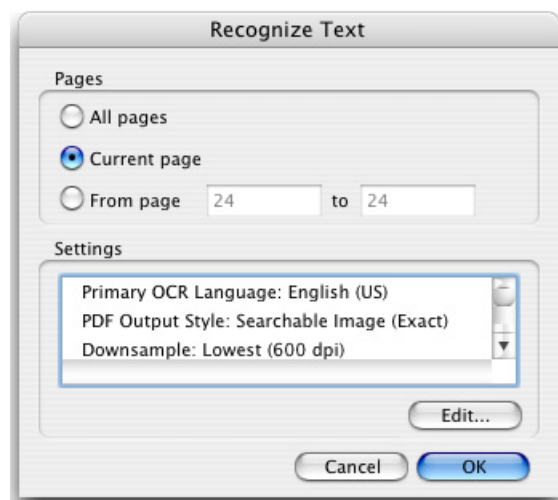 Recognize Text
Pages
All pages
Current page
From page 24 to 24
Settings
Primary OCR Language: English (US)
PDF Output Style: Searchable Image (Exact)
Downsample: Lowest (600 dpi)
Edit...
Cancel OK